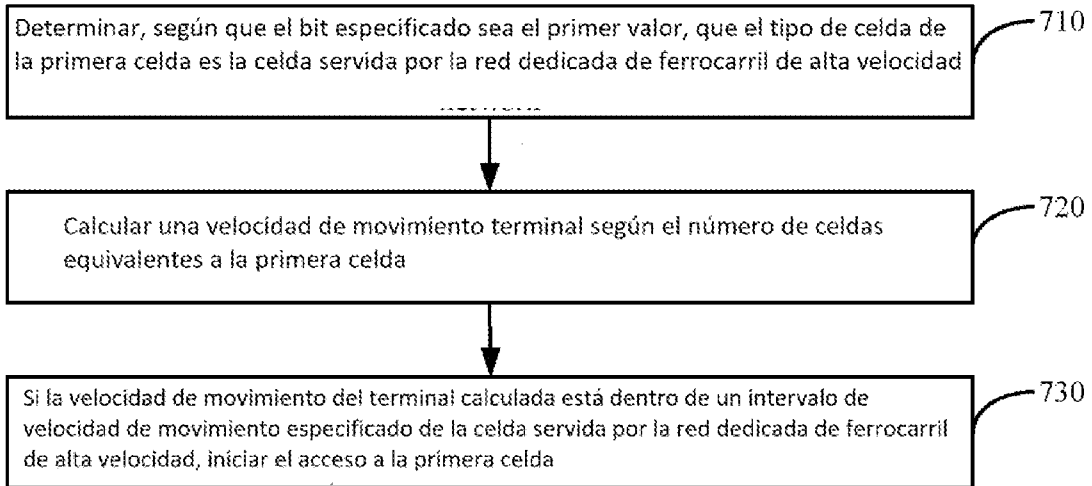 Determinar, según que el bit especificado sea el primer valor, que el tipo de celda de
la primera celda es la celda servida por la red dedicada de ferrocarril de alta velocidad
710
Calcular una velocidad de movimiento terminal según el número de celdas
equivalentes a la primera celda
720
Si la velocidad de movimiento del terminal calculada está dentro de un intervalo de
velocidad de movimiento especificado de la celda servida por la red dedicada de ferrocarril
de alta velocidad, iniciar el acceso a la primera celda
730